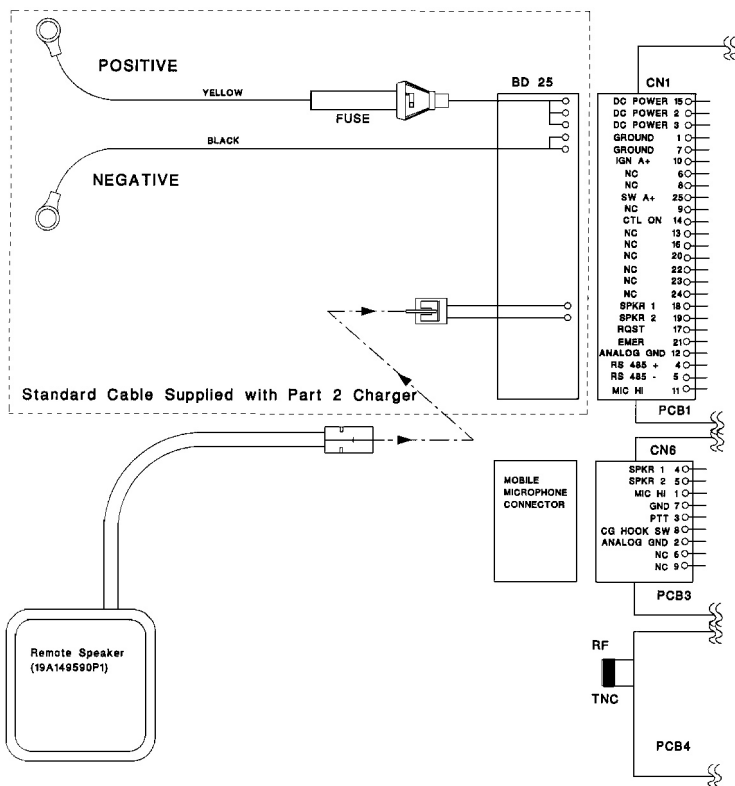 POSITIVE
YELLOW
FUSE
BLACK
NEGATIVE
Standard Cable Supplied with Part 2 Charger
BD 25
CN1
DC POWER 15
DC POWER 2
DC POWER 3
GROUND 1
GROUND 7
IGN A+ 10
NC 6
NC 8
SW A+ 25
NC 9
CTL ON 14
NC 13
NC 16
NC 20
NC 22
NC 23
NC 24
SPKR 1 18
SPKR 2 19
RQST 17
EMER 21
ANALOG GND 12
RS 485 + 4
RS 485 - 5
MIC HI 11
PCB1
CN6
MOBILE
MICROPHONE
CONNECTOR
SPKR 1 4
SPKR 2 5
MIC HI 1
GND 7
PTT 3
CG HOOK SW 8
ANALOG GND 2
NC 6
NC 9
PCB3
Remote Speaker
(19A149590P1)
RF
TNC
PCB4